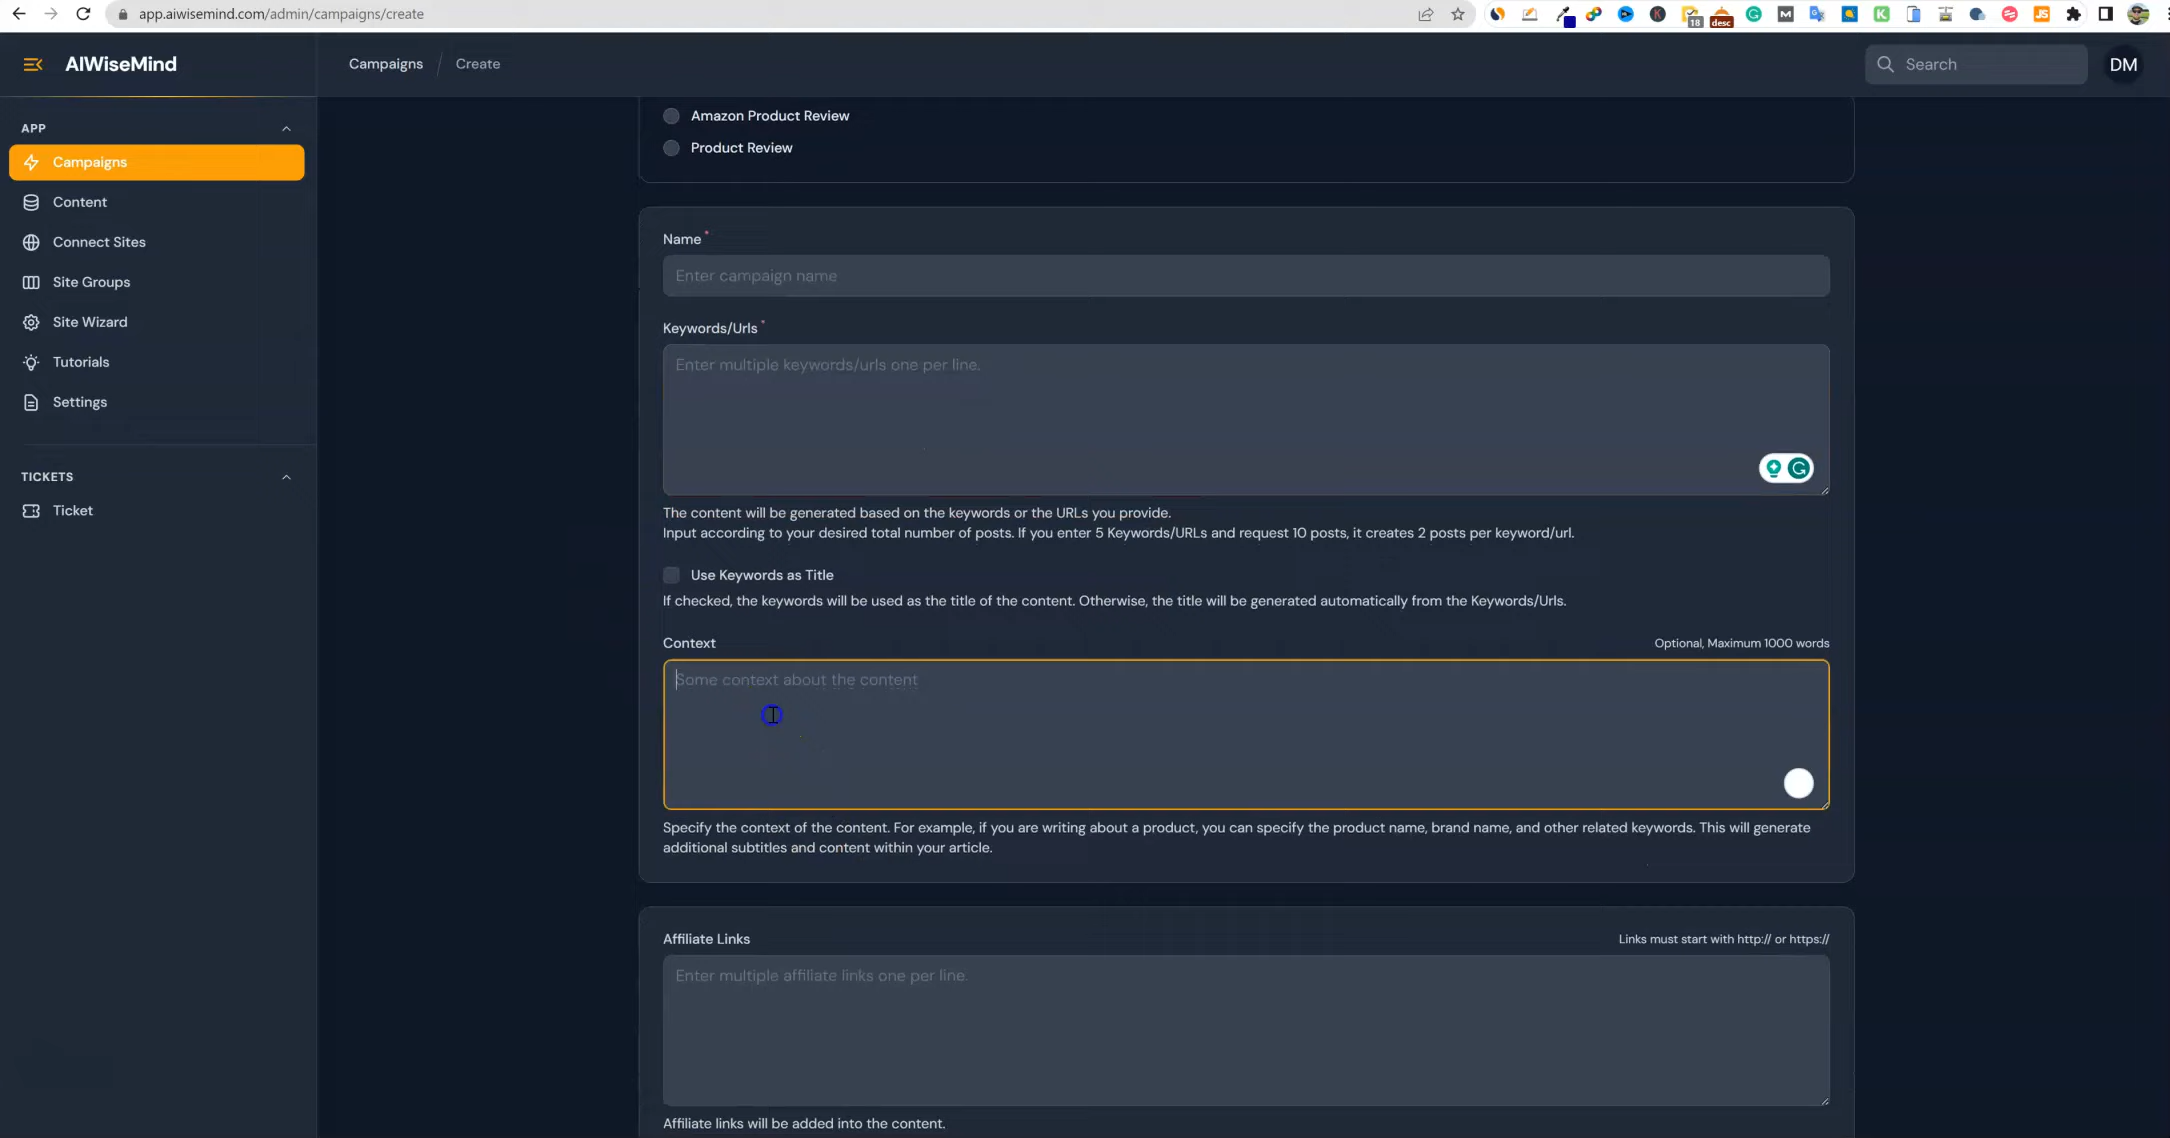 app.aiwisemind.com/admin/campaigns/create
18
desc
M
K
JS
AIWiseMind
Campaigns / Create
Search
DM
APP
Campaigns
Content
Connect Sites
Site Groups
Site Wizard
Tutorials
Settings
TICKETS
Ticket
Amazon Product Review
Product Review
Name *
Enter campaign name
Keywords/Urls *
Enter multiple keywords/urls one per line.
The content will be generated based on the keywords or the URLs you provide.
Input according to your desired total number of posts. If you enter 5 Keywords/URLs and request 10 posts, it creates 2 posts per keyword/url.
Use Keywords as Title
If checked, the keywords will be used as the title of the content. Otherwise, the title will be generated automatically from the Keywords/Urls.
Context
Optional, Maximum 1000 words
Some context about the content
Specify the context of the content. For example, if you are writing about a product, you can specify the product name, brand name, and other related keywords. This will generate
additional subtitles and content within your article.
Affiliate Links
Links must start with http:// or https://
Enter multiple affiliate links one per line.
Affiliate links will be added into the content.